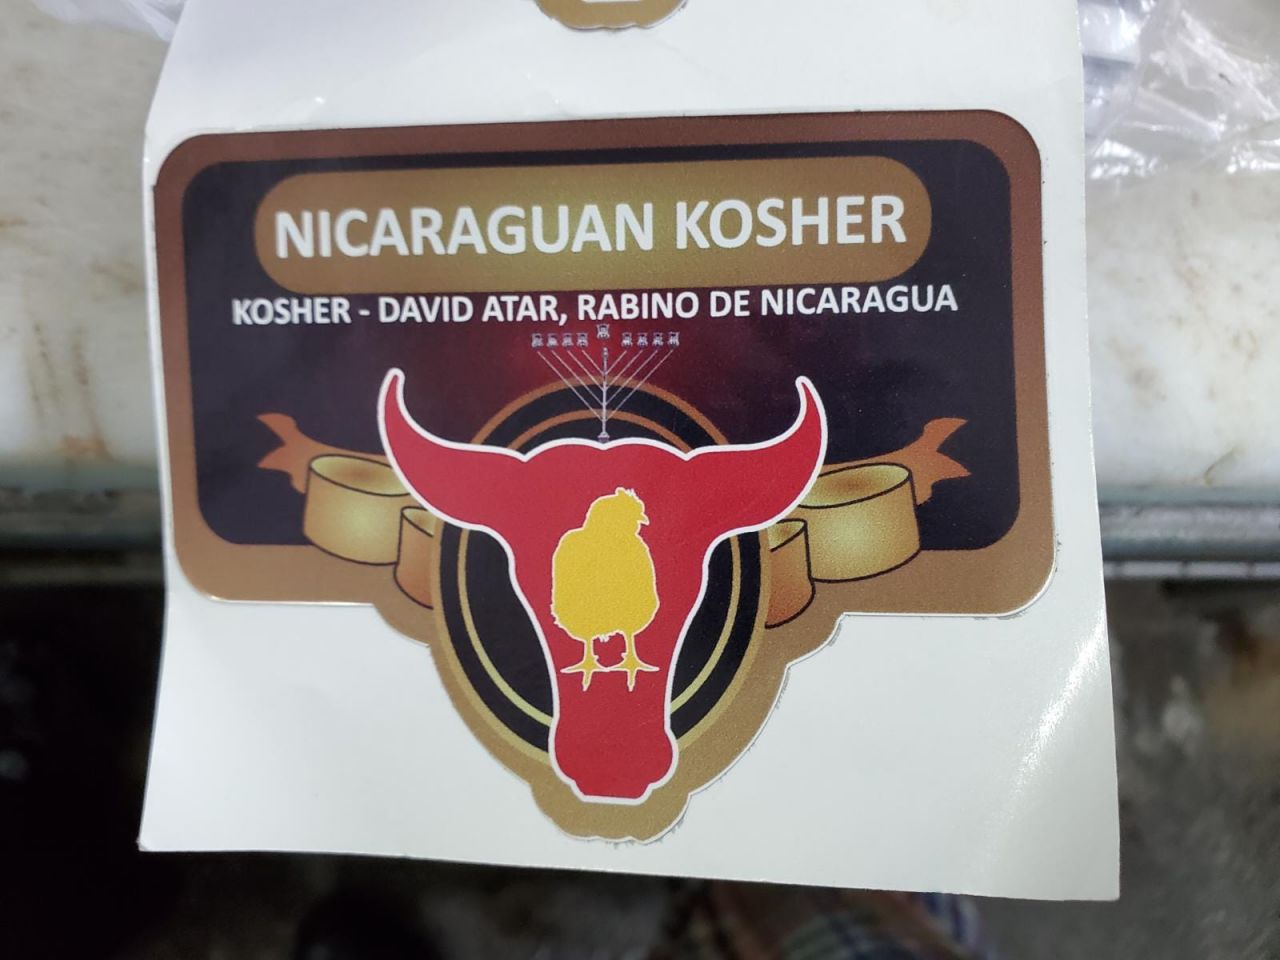 NICARAGUAN KOSHER
KOSHER - DAVID ATAR, RABINO DE NICARAGUA